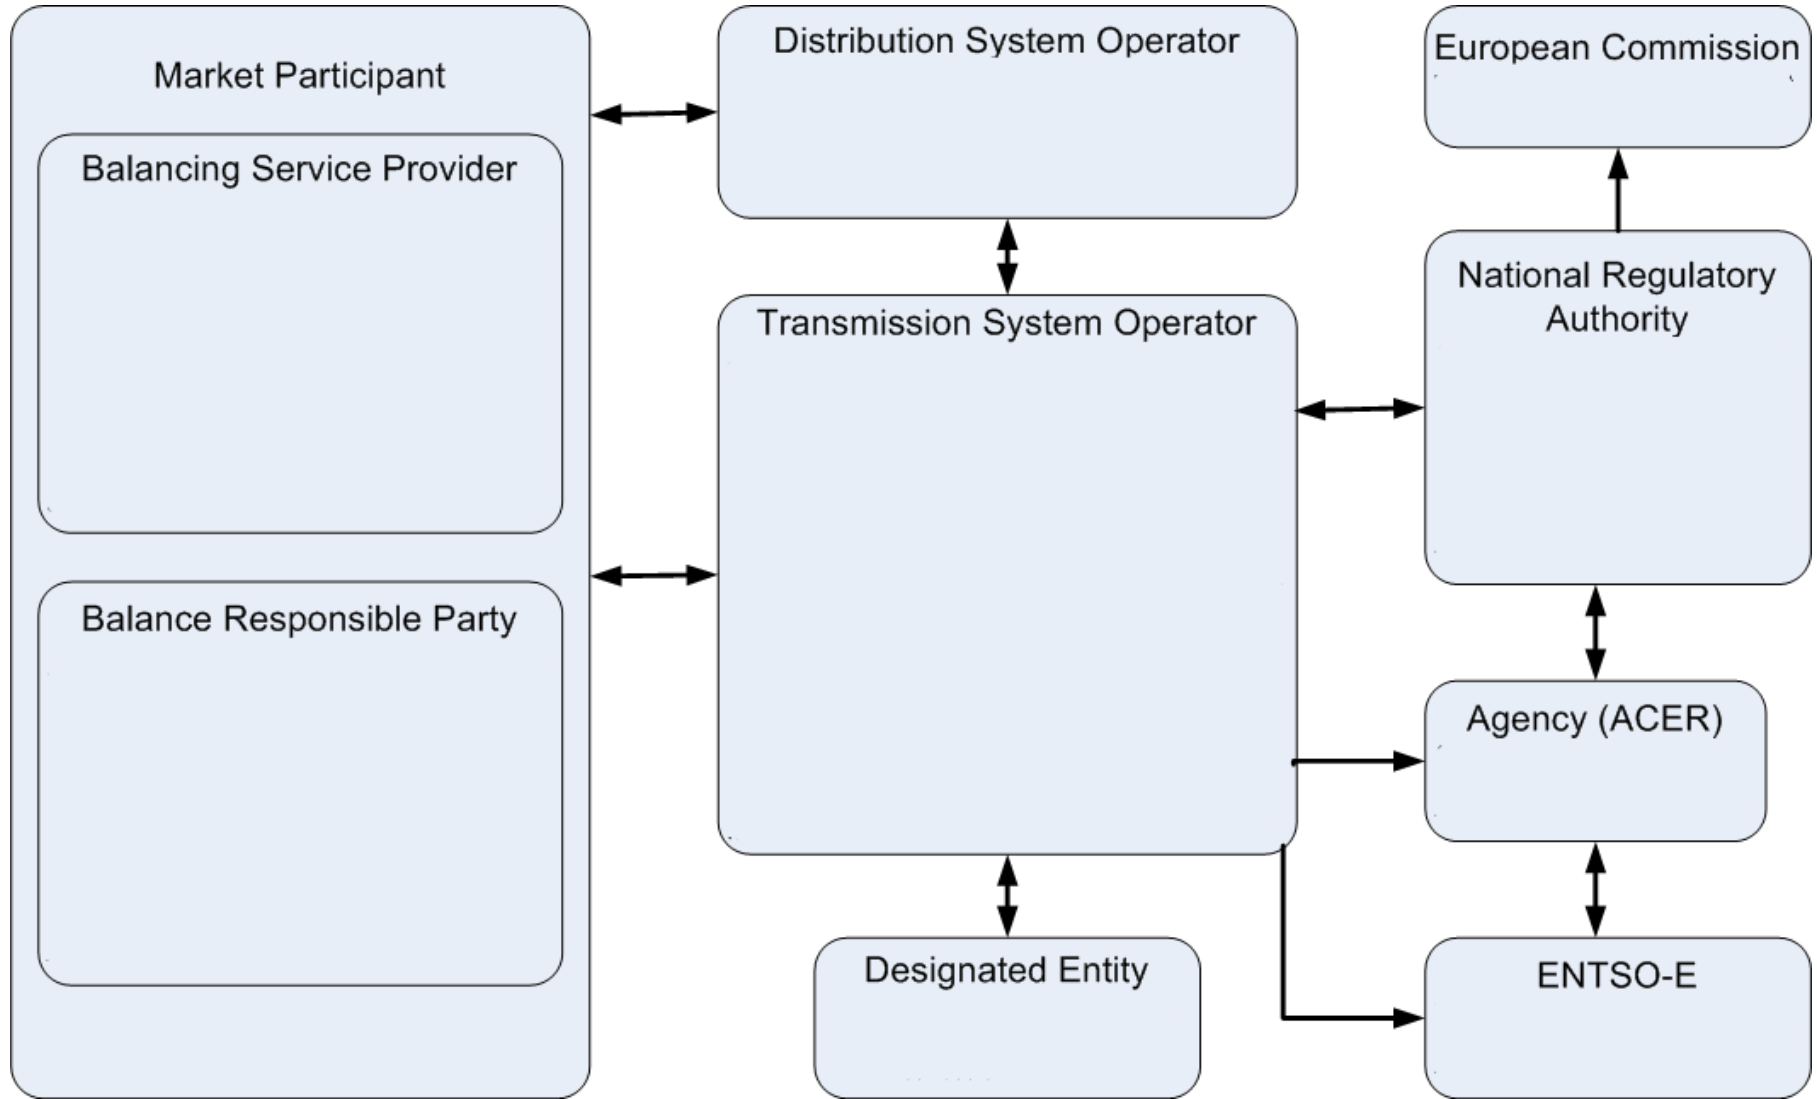 Market Participant
Balancing Service Provider
Balance Responsible Party
Distribution System Operator
Transmission System Operator
Designated Entity
European Commission
National Regulatory
Authority
Agency (ACER)
ENTSO-E